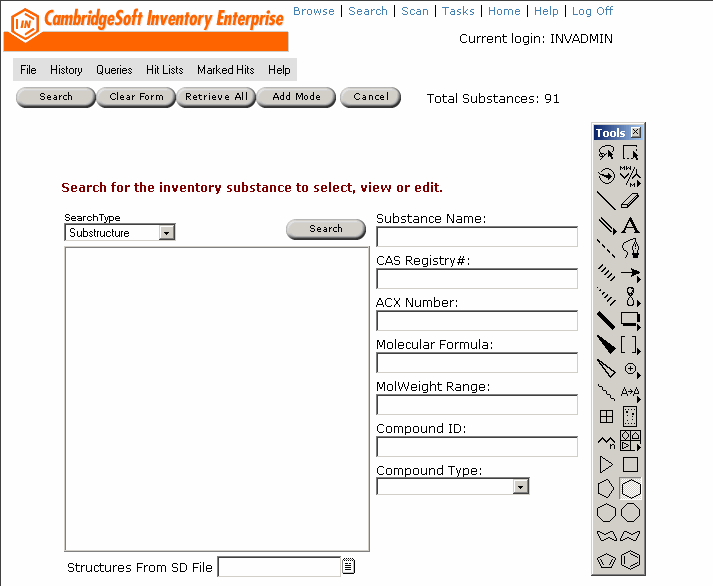 CambridgeSoft Inventory Enterprise
Browse | Search | Scan | Tasks | Home | Help | Log Off
Current login: INVADMIN
File History Queries Hit Lists Marked Hits Help
Search Clear Form Retrieve All Add Mode Cancel Total Substances: 91
Tools
Search for the inventory substance to select, view or edit.
SearchType
Substructure
Search
Substance Name:
CAS Registry#:
ACX Number:
Molecular Formula:
MolWeight Range:
Compound ID:
Compound Type:
Structures From SD File